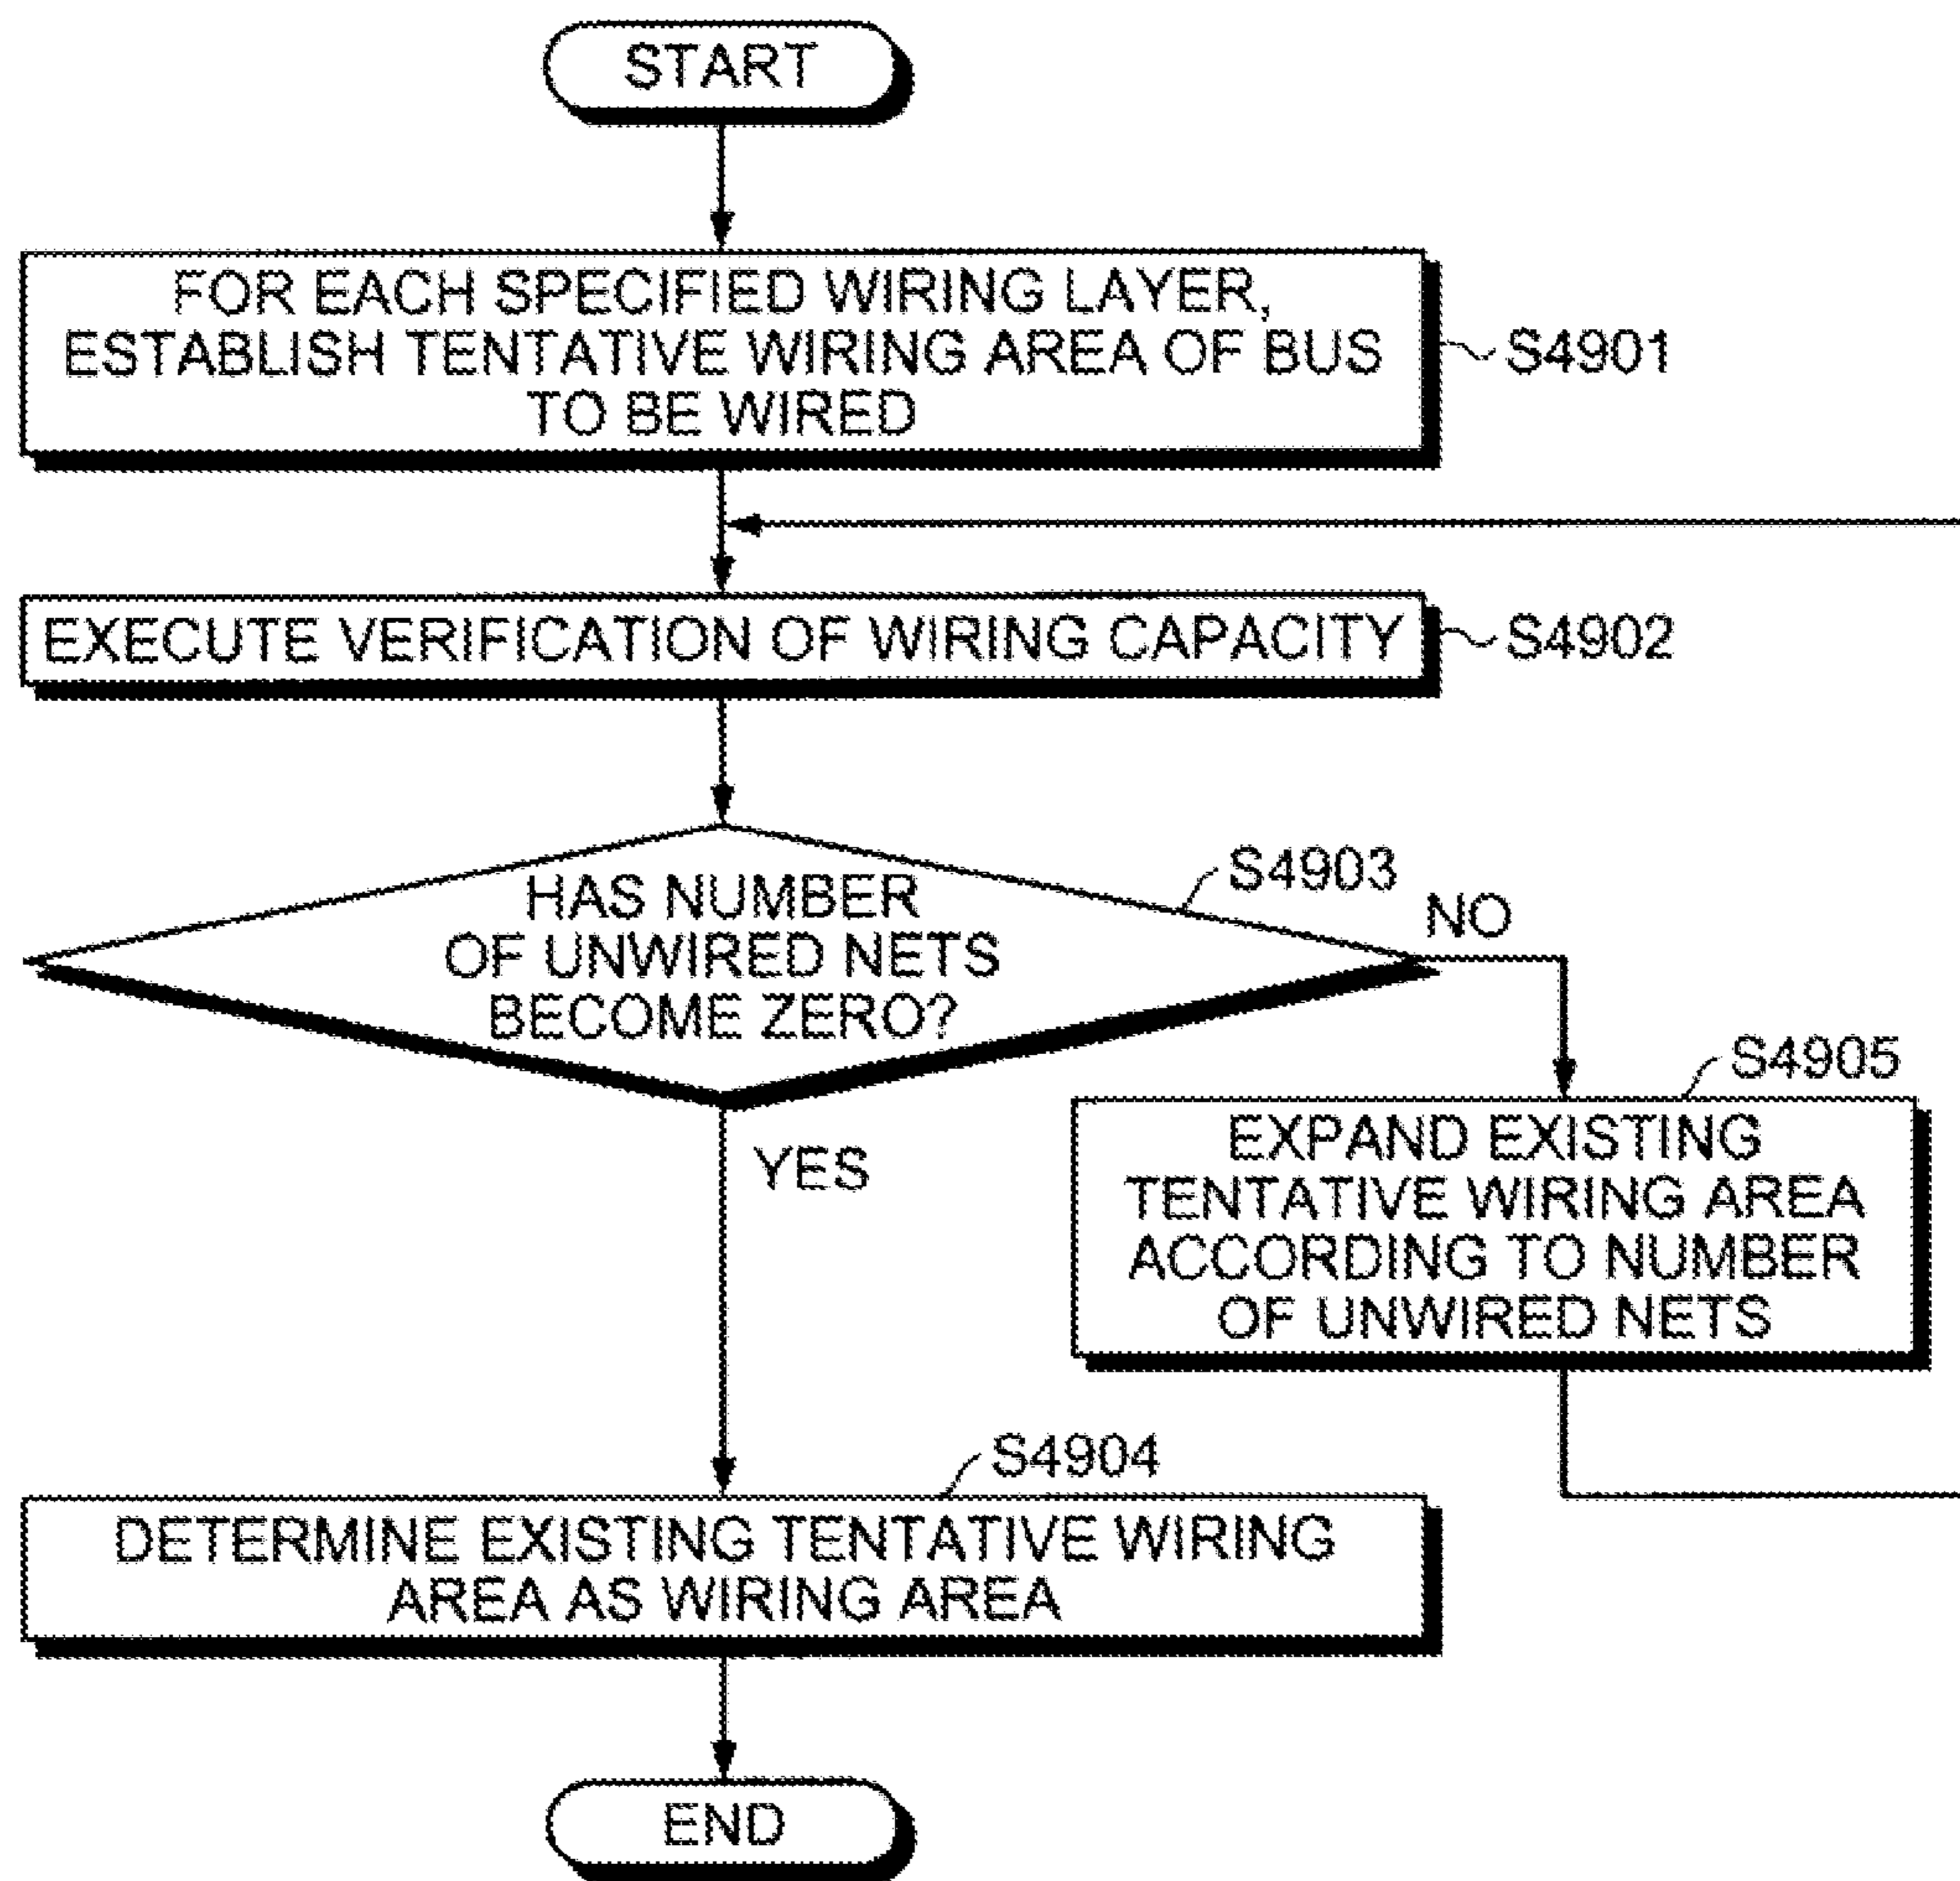 START
FOR EACH SPECIFIED WIRING LAYER,
ESTABLISH TENTATIVE WIRING AREA OF BUS
TO BE WIRED
S4901
EXECUTE VERIFICATION OF WIRING CAPACITY
S4902
HAS NUMBER
OF UNWIRED NETS
BECOME ZERO?
S4903
NO
YES
S4905
EXPAND EXISTING
TENTATIVE WIRING AREA
ACCORDING TO NUMBER
OF UNWIRED NETS
S4904
DETERMINE EXISTING TENTATIVE WIRING
AREA AS WIRING AREA
END